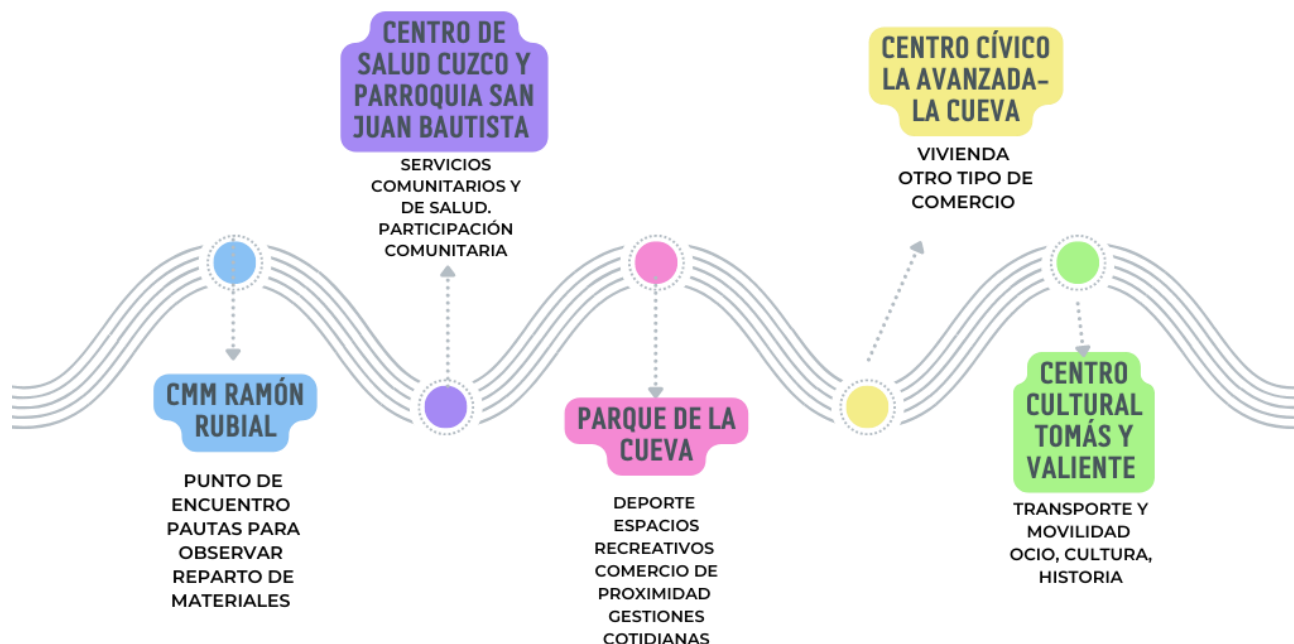 CMM RAMÓN
RUBIAL
PUNTO DE
ENCUENTRO
PAUTAS PARA
OBSERVAR
REPARTO DE
MATERIALES
CENTRO DE
SALUD CUZCO Y
PARROQUIA SAN
JUAN BAUTISTA
SERVICIOS
COMUNITARIOS Y
DE SALUD.
PARTICIPACIÓN
COMUNITARIA
PARQUE DE LA
CUEVA
DEPORTE
ESPACIOS
RECREATIVOS
COMERCIO DE
PROXIMIDAD
GESTIONES
COTIDIANAS
CENTRO CÍVICO
LA AVANZADA-
LA CUEVA
VIVIENDA
OTRO TIPO DE
COMERCIO
CENTRO
CULTURAL
TOMÁS Y
VALIENTE
TRANSPORTE Y
MOVILIDAD
OCIO, CULTURA,
HISTORIA